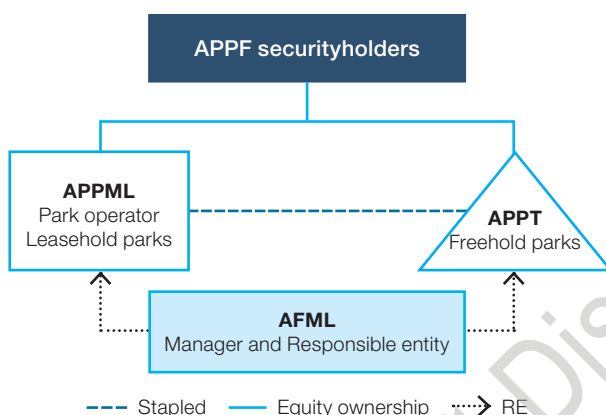 APPF securityholders
APPML
Park operator
Leasehold parks
APPT
Freehold parks
AFML
Manager and Responsible entity
Stapled
Equity ownership
RE